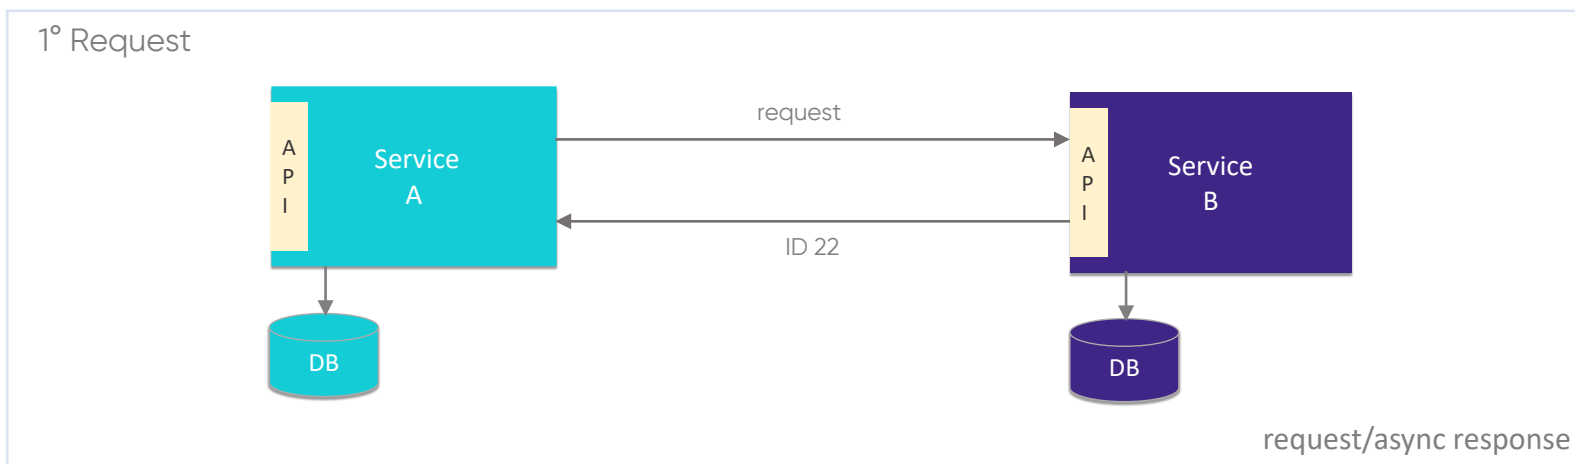 1° Request
A
P
I
Service
A
request
ID 22
A
P
I
Service
B
DB
DB
request/async response